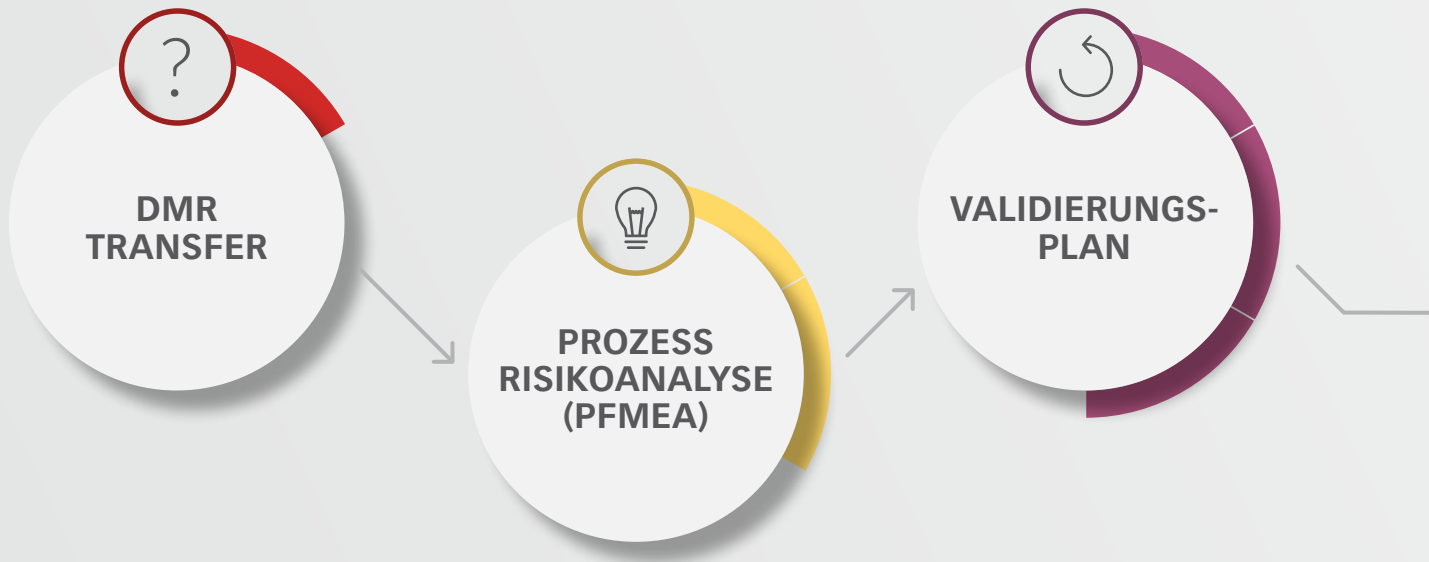 DMR
TRANSFER
PROZESS
RISIKOANALYSE
(PFMEA)
VALIDIERUNGS-
PLAN